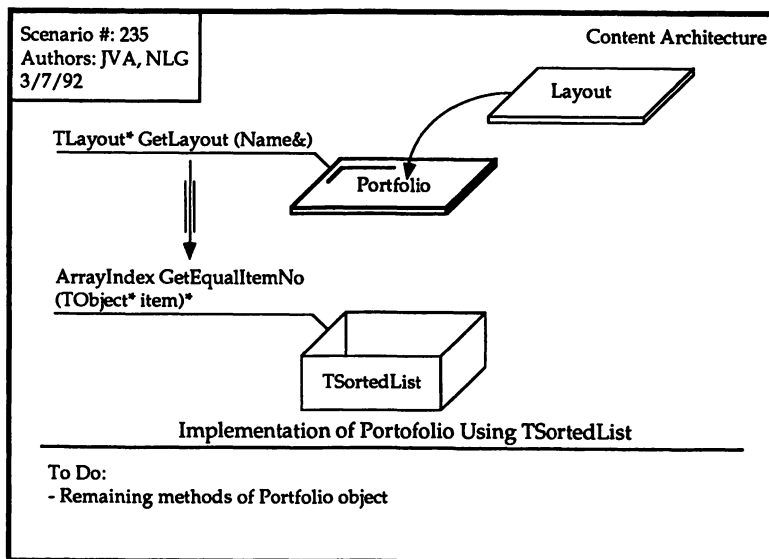 Scenario #: 235
Authors: JVA, NLG
3/7/92
Content Architecture
Layout
TLayout* GetLayout (Name&)
Portfolio
ArrayIndex GetEqualItemNo
(TObject* item)*
TSortedList
Implementation of Portofolio Using TSortedList
To Do:
- Remaining methods of Portfolio object